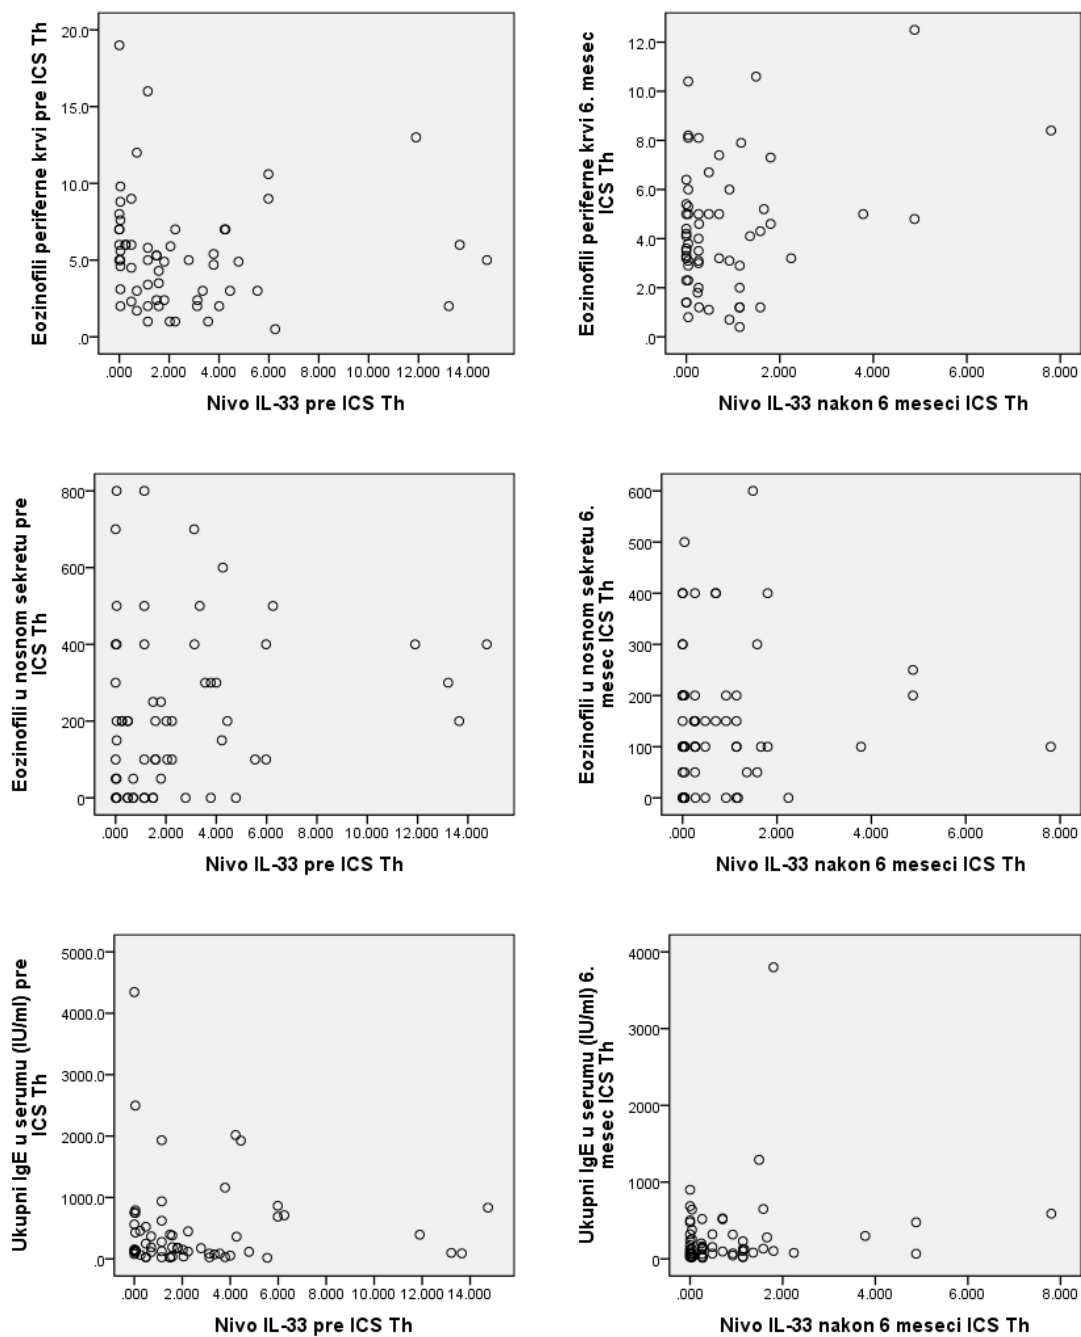 Eozinofili periferne krvi pre ICS Th
20.0
15.0
10.0
5.0
.0
.000 2.000 4.000 6.000 8.000 10.000 12.000 14.000
Nivo IL-33 pre ICS Th
Eozinofili periferne krvi 6. mesec
ICS Th
12.0
10.0
8.0
6.0
4.0
2.0
.0
.000 2.000 4.000 6.000 8.000
Nivo IL-33 nakon 6 meseci ICS Th
Eozinofili u nosnom sekretu pre
ICS Th
800
600
400
200
0
.000 2.000 4.000 6.000 8.000 10.000 12.000 14.000
Nivo IL-33 pre ICS Th
Eozinofili u nosnom sekretu 6.
mesec ICS Th
600
500
400
300
200
100
0
.000 2.000 4.000 6.000 8.000
Nivo IL-33 nakon 6 meseci ICS Th
Ukupni IgE u serumu (IU/ml) pre
ICS Th
5000.0
4000.0
3000.0
2000.0
1000.0
.0
.000 2.000 4.000 6.000 8.000 10.000 12.000 14.000
Nivo IL-33 pre ICS Th
Ukupni IgE u serumu (IU/ml) 6.
mesec ICS Th
4000
3000
2000
1000
0
.000 2.000 4.000 6.000 8.000
Nivo IL-33 nakon 6 meseci ICS Th